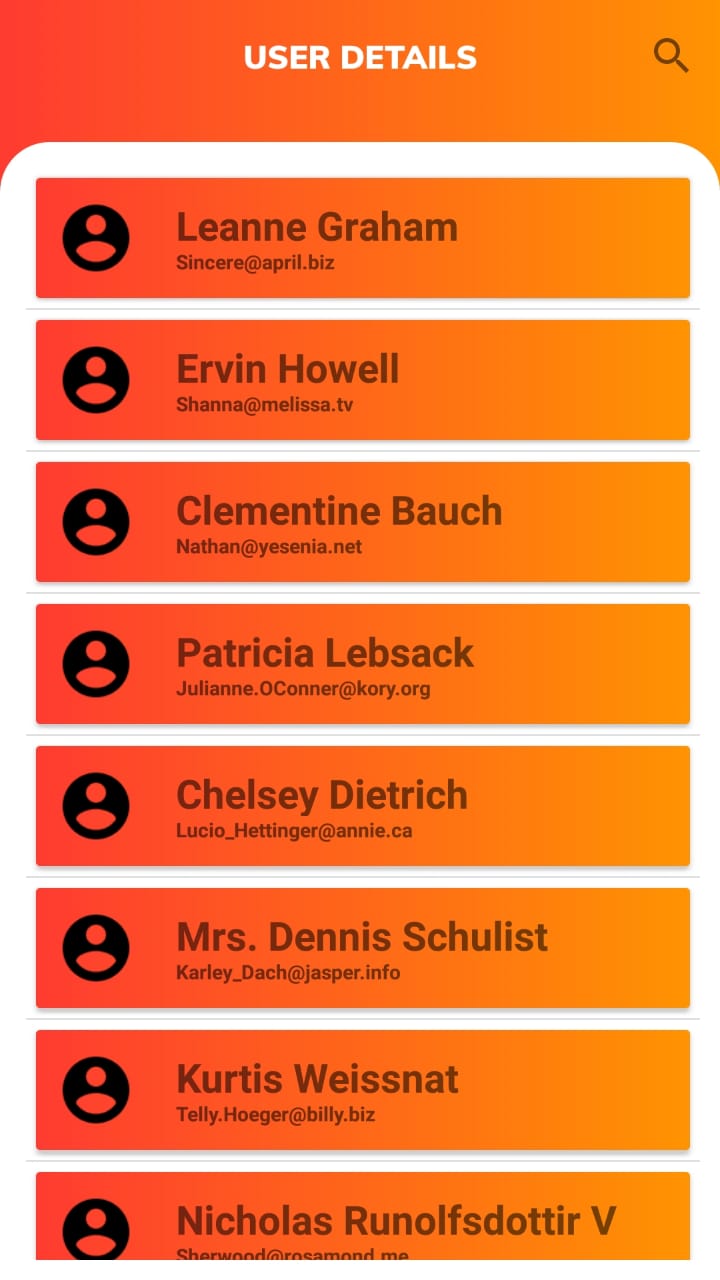 USER DETAILS
Leanne Graham
Sincere@april.biz
Ervin Howell
Shanna@melissa.tv
Clementine Bauch
Nathan@yesenia.net
Patricia Lebsack
Julianne.OConner@kory.org
Chelsey Dietrich
Lucio_Hettinger@annie.ca
Mrs. Dennis Schulist
Karley_Dach@jasper.info
Kurtis Weissnat
Telly.Hoeger@billy.biz
Nicholas Runolfsdottir V
Sherwood@rosamond.me